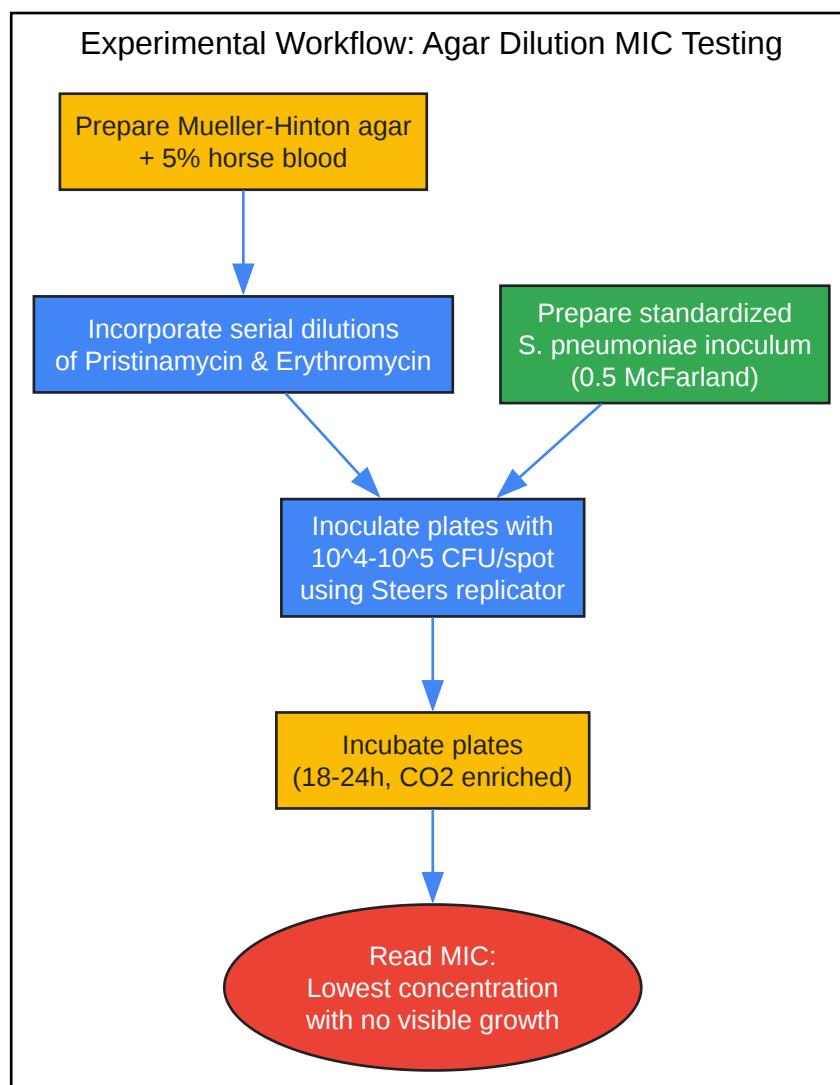 Experimental Workflow: Agar Dilution MIC Testing
Prepare Mueller-Hinton agar
+ 5% horse blood
Incorporate serial dilutions
of Pristinamycin & Erythromycin
Prepare standardized
S. pneumoniae inoculum
(0.5 McFarland)
Inoculate plates with
10^4-10^5 CFU/spot
using Steers replicator
Incubate plates
(18-24h, CO2 enriched)
Read MIC:
Lowest concentration
with no visible growth